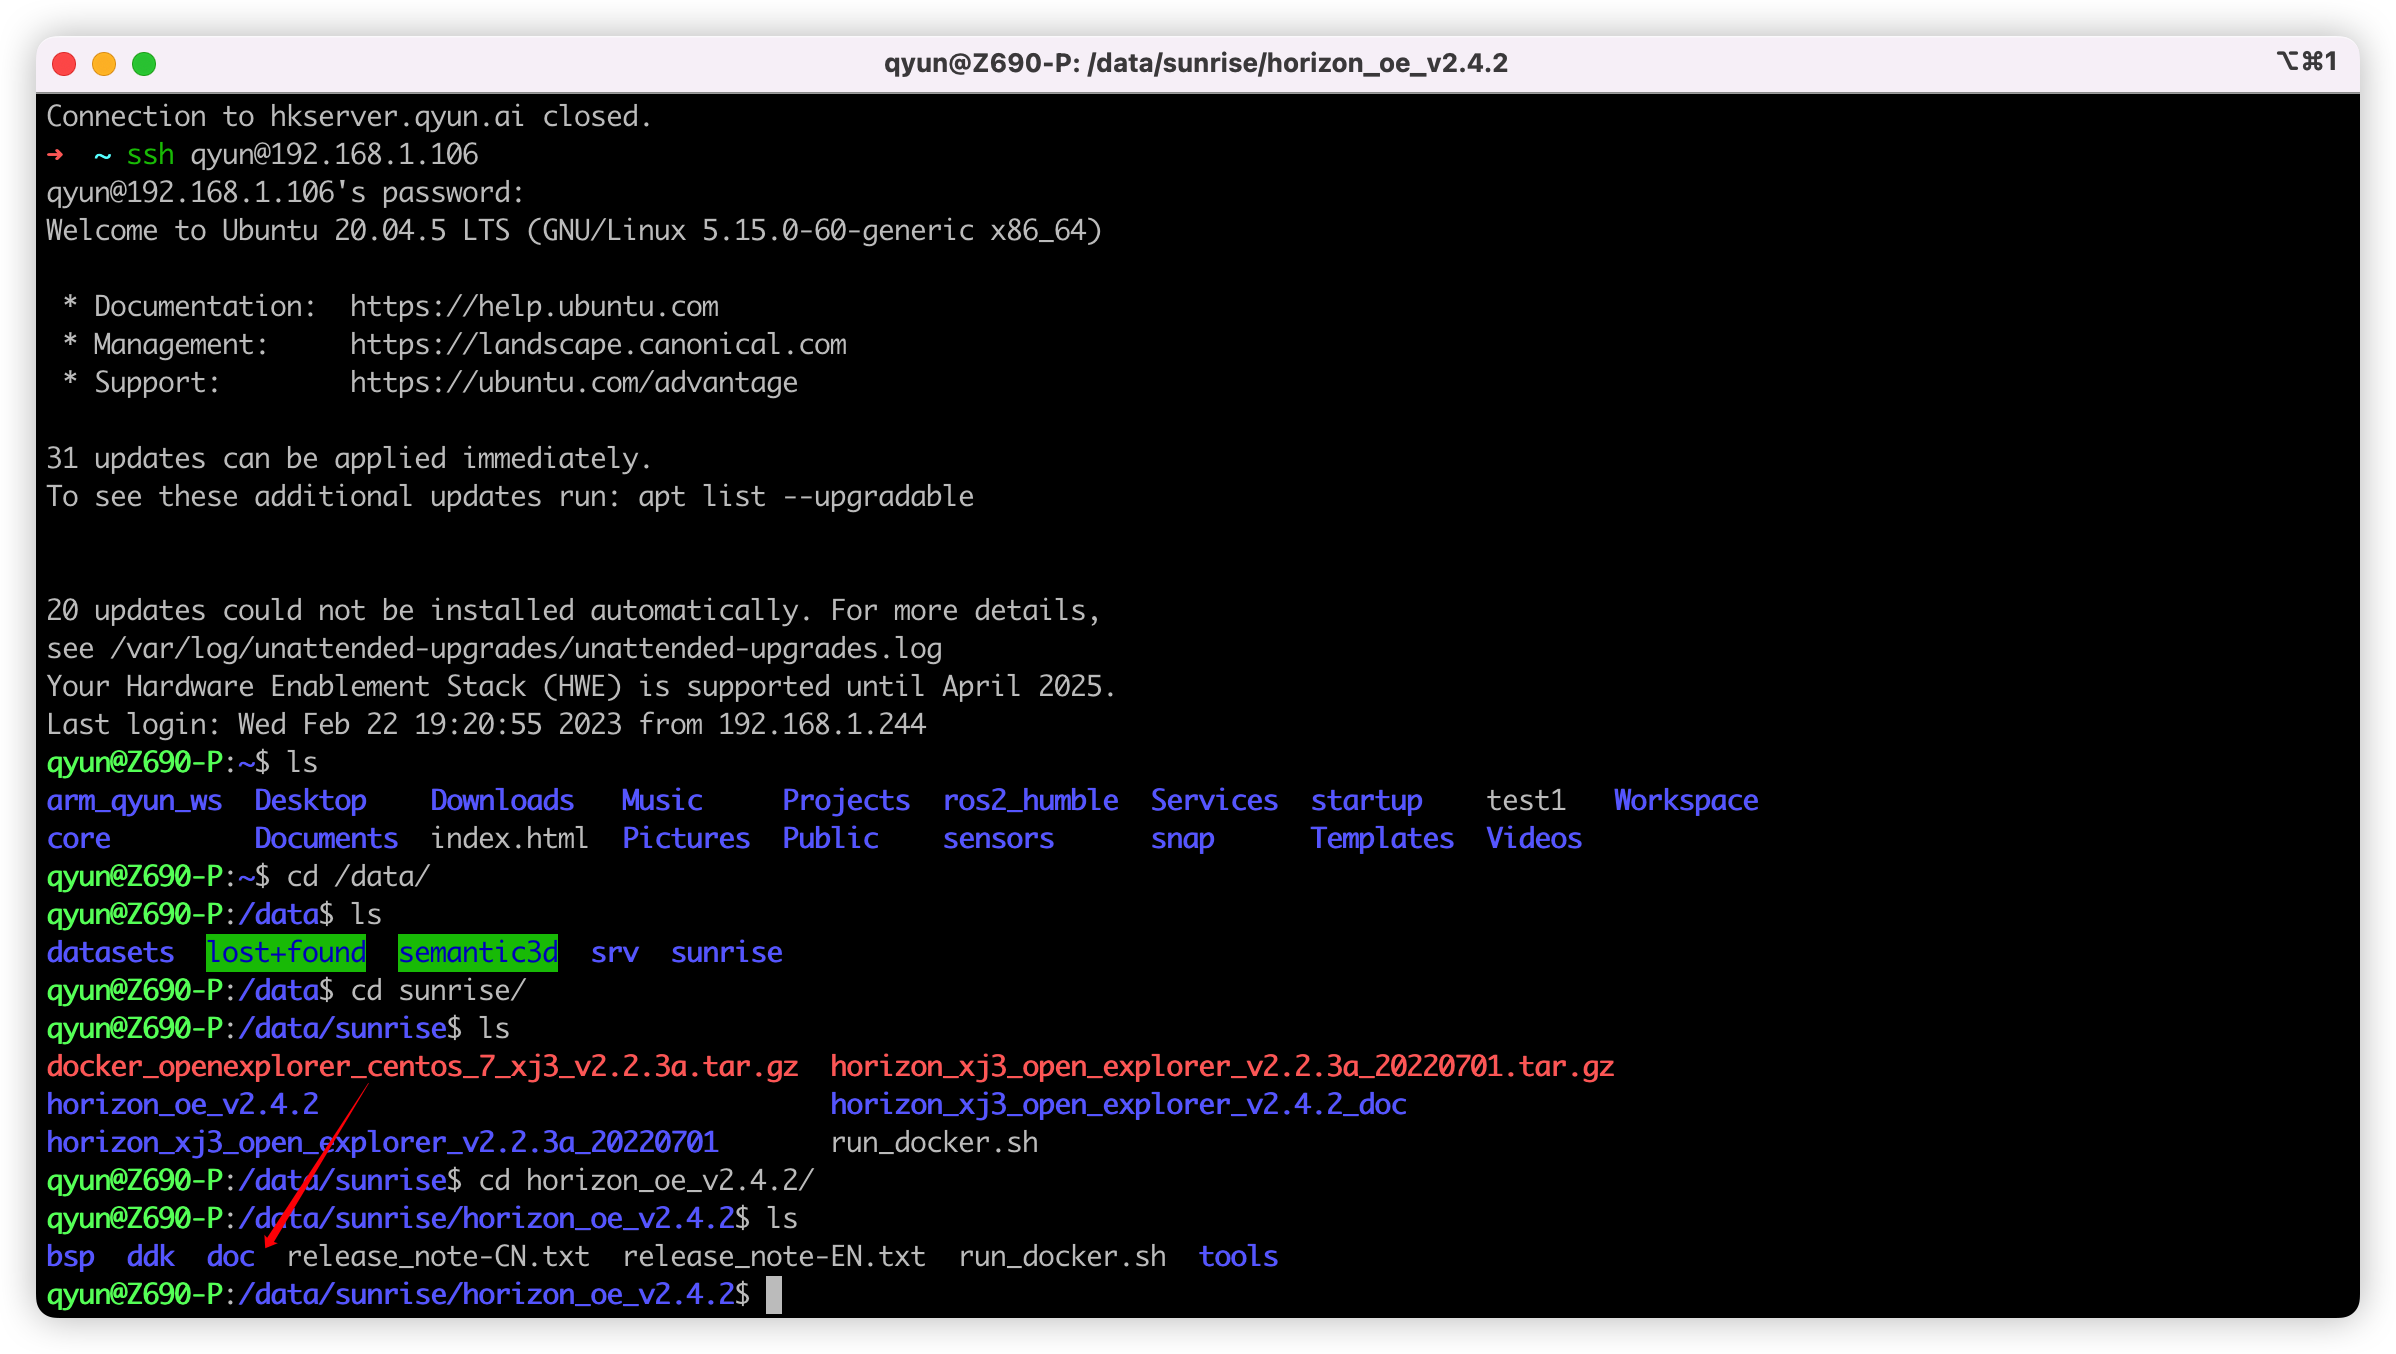 qyun@Z690-P: /data/sunrise/horizon_oe_v2.4.2 ⌥⌘1
Connection to hkserver.qyun.ai closed.
➜  ~ ssh qyun@192.168.1.106
qyun@192.168.1.106's password:
Welcome to Ubuntu 20.04.5 LTS (GNU/Linux 5.15.0-60-generic x86_64)
 * Documentation:  https://help.ubuntu.com
 * Management:     https://landscape.canonical.com
 * Support:        https://ubuntu.com/advantage
31 updates can be applied immediately.
To see these additional updates run: apt list --upgradable
20 updates could not be installed automatically. For more details,
see /var/log/unattended-upgrades/unattended-upgrades.log
Your Hardware Enablement Stack (HWE) is supported until April 2025.
Last login: Wed Feb 22 19:20:55 2023 from 192.168.1.244
qyun@Z690-P:~$ ls
arm_qyun_ws  Desktop    Downloads   Music     Projects  ros2_humble  Services  startup    test1   Workspace
core         Documents  index.html  Pictures  Public    sensors      snap      Templates  Videos
qyun@Z690-P:~$ cd /data/
qyun@Z690-P:/data$ ls
datasets  lost+found  semantic3d  srv  sunrise
qyun@Z690-P:/data$ cd sunrise/
qyun@Z690-P:/data/sunrise$ ls
docker_openexplorer_centos_7_xj3_v2.2.3a.tar.gz  horizon_xj3_open_explorer_v2.2.3a_20220701.tar.gz
horizon_oe_v2.4.2                                horizon_xj3_open_explorer_v2.4.2_doc
horizon_xj3_open_explorer_v2.2.3a_20220701       run_docker.sh
qyun@Z690-P:/data/sunrise$ cd horizon_oe_v2.4.2/
qyun@Z690-P:/data/sunrise/horizon_oe_v2.4.2$ ls
bsp  ddk  doc  release_note-CN.txt  release_note-EN.txt  run_docker.sh  tools
qyun@Z690-P:/data/sunrise/horizon_oe_v2.4.2$